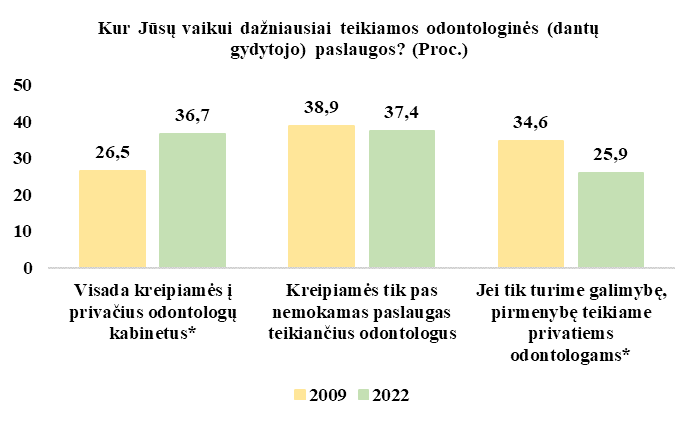 Kur Jūsų vaikui dažniausiai teikiamos odontologinės (dantų
gydytojo) paslaugos? (Proc.)
50
40
30
20
10
0
26,5
36,7
38,9
37,4
34,6
25,9
Visada kreipiamės į
privačius odontologų
kabinetus*
Kreipiamės tik pas
nemokamas paslaugas
teikiančius odontologus
Jei tik turime galimybę,
pirmenybę teikiame
privatiems
odontologams*
2009 2022